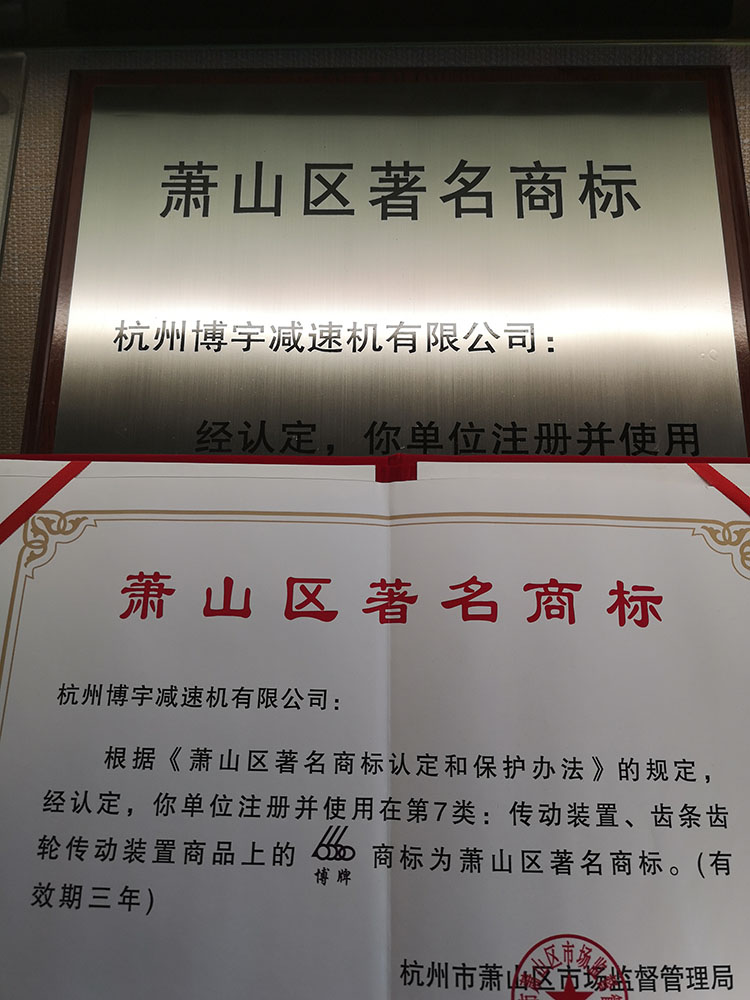 萧山区著名商标
杭州博宇减速机有限公司：
经认定，你单位注册并使用
萧山区著名商标
杭州博宇减速机有限公司：
根据《萧山区著名商标认定和保护办法》的规定，
经认定，你单位注册并使用在第7类：传动装置、齿条齿
轮传动装置商品上的 商标为萧山区著名商标。(有
博牌
效期三年)
杭州市萧山区市场监督管理局